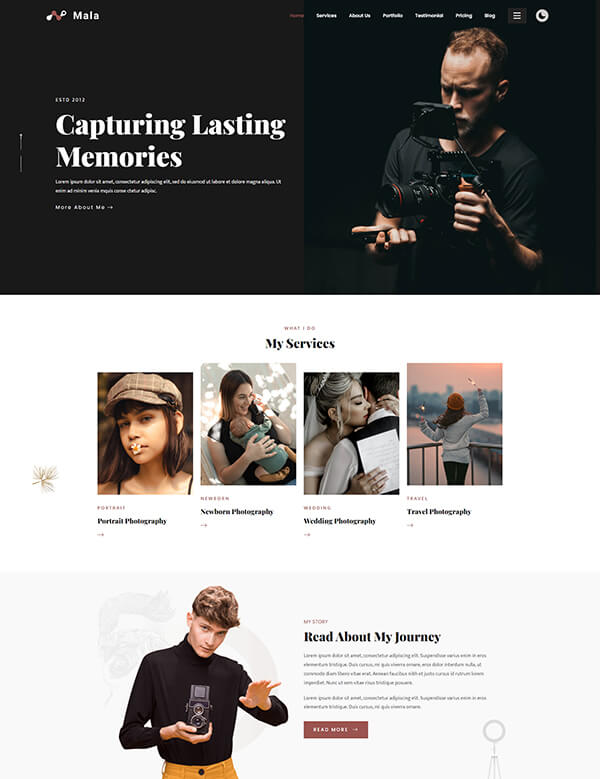 Mala
Home Services About Us Portfolio Testimonial Pricing Blog
ESTD 2012
Capturing Lasting
Memories
Lorem ipsum dolor sit amet, consectetur adipiscing elit, sed do eiusmod ut labore et dolore magna aliqua. Ut
enim ad minim venia mquis conse ctetur adipisc.
More About Me →
WHAT I DO
My Services
PORTRAIT
Portrait Photography
→
NEWBORN
Newborn Photography
→
WEDDING
Wedding Photography
→
TRAVEL
Travel Photography
→
MY STORY
Read About My Journey
Lorem ipsum dolor sit amet, consectetur adipiscing elit. Suspendisse varius enim in eros
elementum tristique. Duis cursus, mi quis viverra ornare, eros dolor interdum nulla, ut
commodo diam libero vitae erat. Aenean faucibus nibh et justo cursus id rutrum lorem
imperdiet. Nunc ut sem vitae risus tristique posuere.
Lorem ipsum dolor sit amet, consectetur adipiscing elit. Suspendisse varius enim in eros
elementum tristique. Duis cursus, mi quis viverra ornare.
READ MORE →